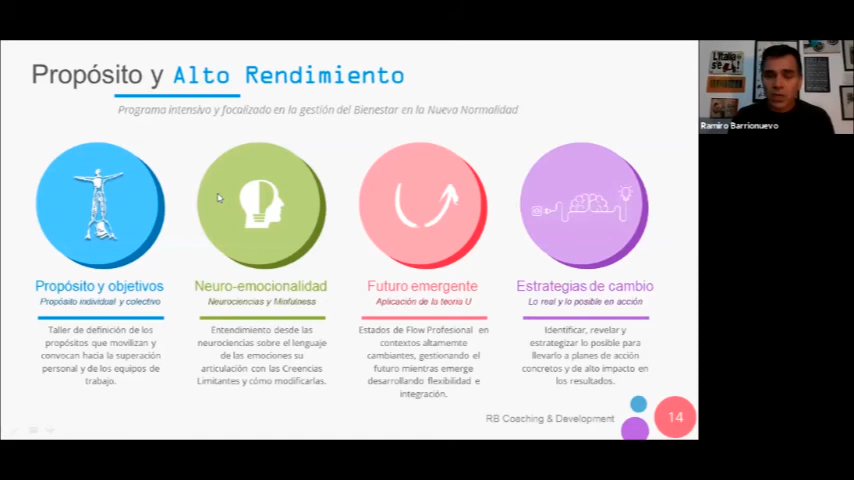 Propósito y Alto Rendimiento
Programa intensivo y focalizado en la gestión del Bienestar en la Nueva Normalidad
Propósito y objetivos
Propósito individual y colectivo
Taller de definición de los
propósitos que movilizan y
convocan hacia la superación
personal y de los equipos de
trabajo.
Neuro-emocionalidad
Neurociencias y Minfulness
Entendimiento desde las
neurociencias sobre el lenguaje
de las emociones su
articulación con las Creencias
Limitantes y cómo modificarlas.
Futuro emergente
Aplicación de la teoría U
Estados de Flow Profesional en
contextos altamemte
cambiantes, gestionando el
futuro mientras emerge
desarrollando flexibilidad e
integración.
Estrategias de cambio
Lo real y lo posible en acción
Identificar, revelar y
estrategizar lo posible para
llevarlo a planes de acción
concretos y de alto impacto en
los resultados.
RB Coaching & Development
14
Ramiro Barrionuevo